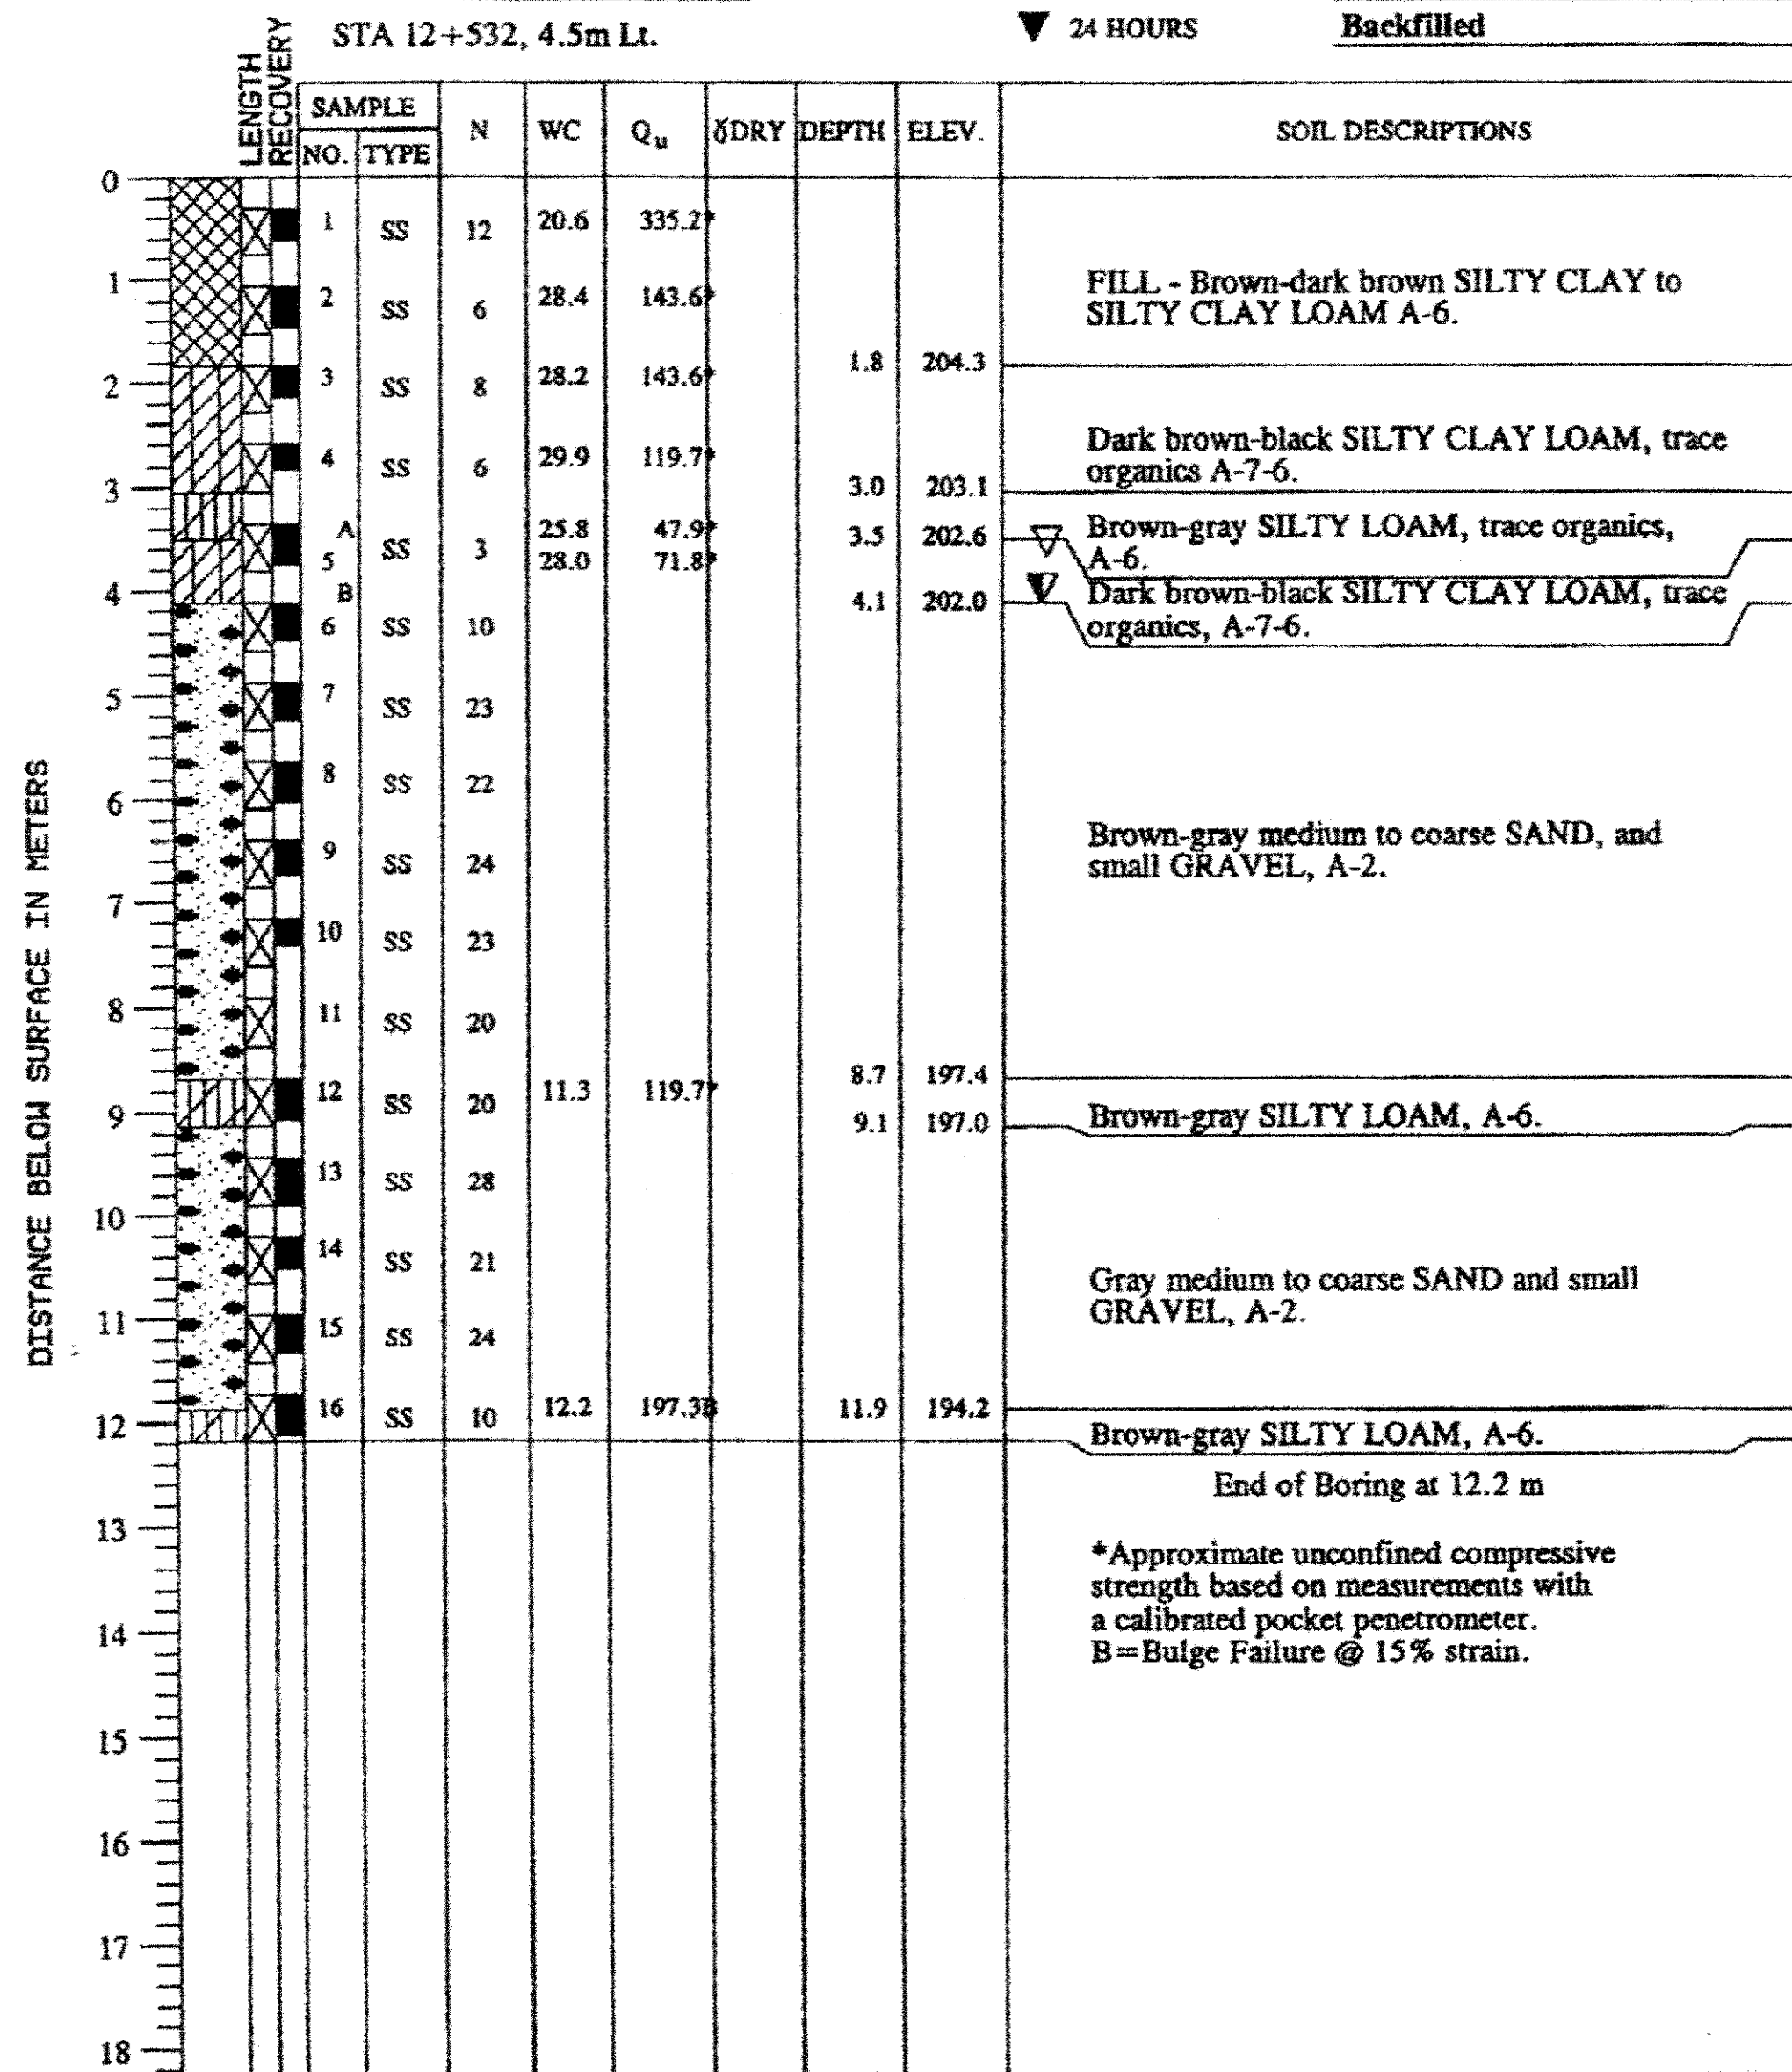 STA 12+532, 4.5m Lt.
▼ 24 HOURS Backfilled
LENGTH
RECOVERY
SAMPLE
NO. TYPE N WC Qu ɣDRY DEPTH ELEV. SOIL DESCRIPTIONS
DISTANCE BELOW SURFACE IN METERS
0
1 SS 12 20.6 335.2*
1
FILL - Brown-dark brown SILTY CLAY to
SILTY CLAY LOAM A-6.
2 SS 6 28.4 143.6*
1.8 204.3
2
3 SS 8 28.2 143.6*
Dark brown-black SILTY CLAY LOAM, trace
organics A-7-6.
4 SS 6 29.9 119.7*
3
3.0 203.1
A 25.8 47.9*
5 SS 3 28.0 71.8*
B
3.5 202.6
Brown-gray SILTY LOAM, trace organics,
A-6.
4
4.1 202.0
Dark brown-black SILTY CLAY LOAM, trace
organics, A-7-6.
6 SS 10
5
7 SS 23
8 SS 22
6
Brown-gray medium to coarse SAND, and
small GRAVEL, A-2.
9 SS 24
7
10 SS 23
8
11 SS 20
8.7 197.4
12 SS 20 11.3 119.7*
9
9.1 197.0
Brown-gray SILTY LOAM, A-6.
13 SS 28
10
14 SS 21
Gray medium to coarse SAND and small
GRAVEL, A-2.
11
15 SS 24
16 SS 10 12.2 197.3B 11.9 194.2
12
Brown-gray SILTY LOAM, A-6.
End of Boring at 12.2 m
13
*Approximate unconfined compressive
strength based on measurements with
a calibrated pocket penetrometer.
B=Bulge Failure @ 15% strain.
14
15
16
17
18